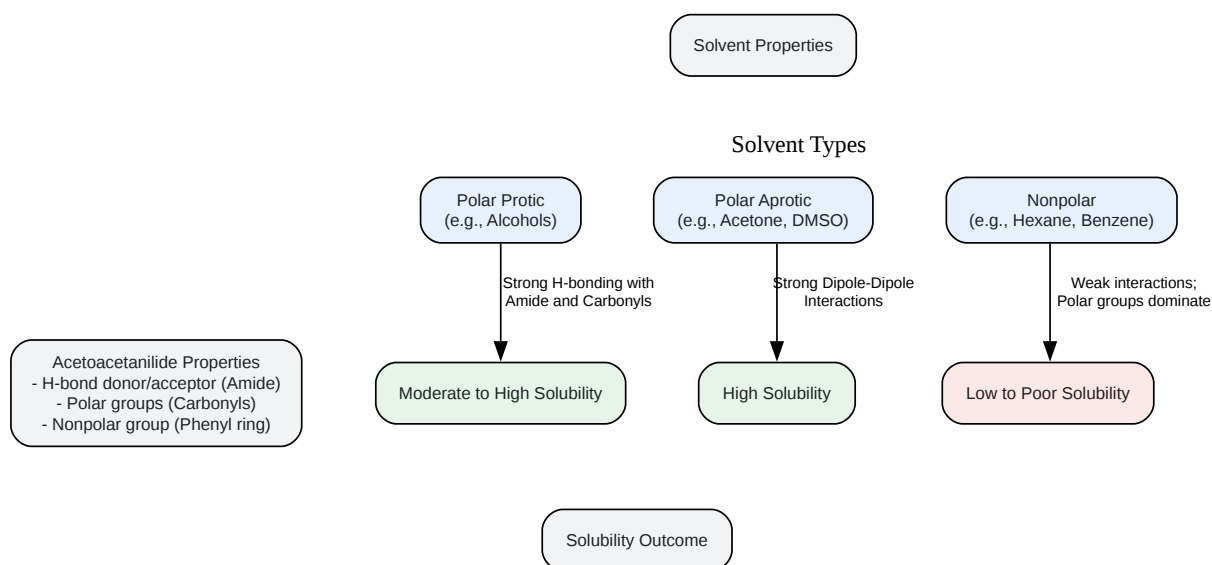 Solvent Properties
Solvent Types
Polar Protic
(e.g., Alcohols)
Polar Aprotic
(e.g., Acetone, DMSO)
Nonpolar
(e.g., Hexane, Benzene)
Strong H-bonding with
Amide and Carbonyls
Strong Dipole-Dipole
Interactions
Weak interactions;
Polar groups dominate
Acetoacetanilide Properties
- H-bond donor/acceptor (Amide)
- Polar groups (Carbonyls)
- Nonpolar group (Phenyl ring)
Moderate to High Solubility
High Solubility
Low to Poor Solubility
Solubility Outcome